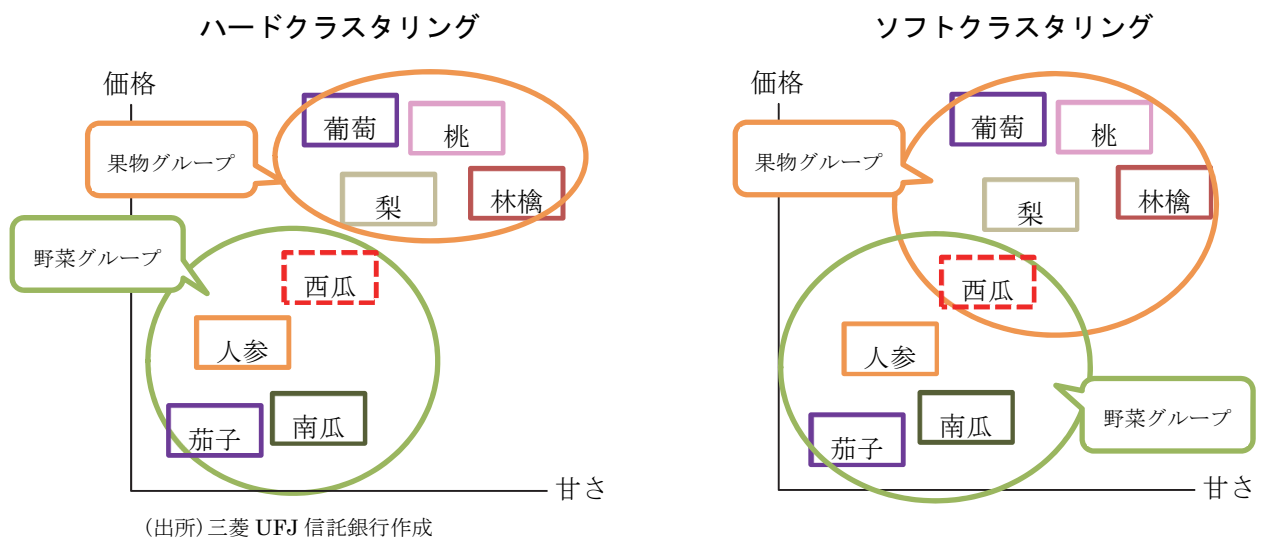 ハードクラスタリング
価格
葡萄
桃
果物グループ
梨
林檎
野菜グループ
西瓜
人参
茄子
南瓜
甘さ
(出所)三菱 UFJ 信託銀行作成
ソフトクラスタリング
価格
葡萄
桃
果物グループ
梨
林檎
西瓜
人参
南瓜
野菜グループ
茄子
甘さ